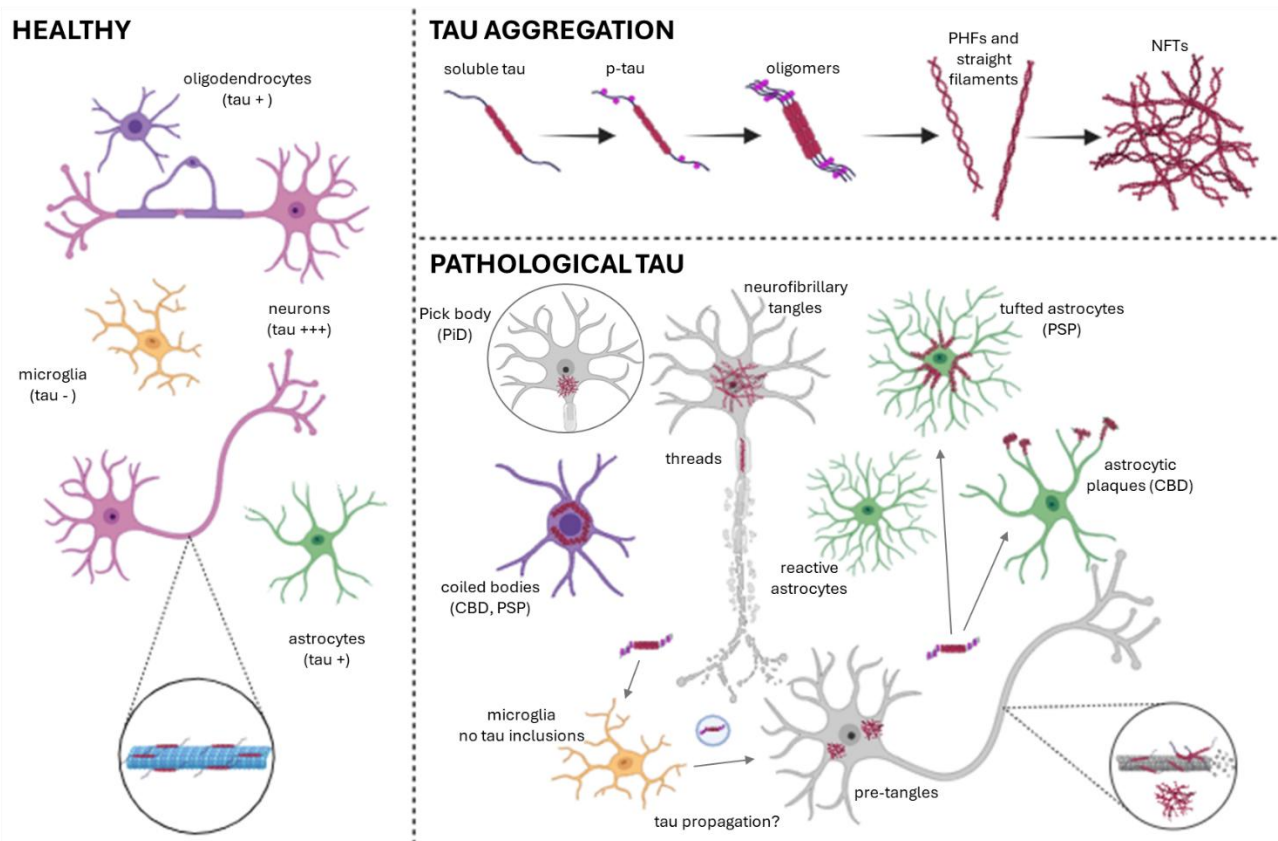 HEALTHY
oligodendrocytes
(tau + )
neurons
(tau +++)
microglia
(tau - )
astrocytes
(tau +)
TAU AGGREGATION
soluble tau
p-tau
oligomers
PHFs and
straight
filaments
NFTs
PATHOLOGICAL TAU
Pick body
(PiD)
neurofibrillary
tangles
tufted astrocytes
(PSP)
threads
astrocytic
plaques (CBD)
reactive
astrocytes
coiled bodies
(CBD, PSP)
microglia
no tau inclusions
pre-tangles
tau propagation?